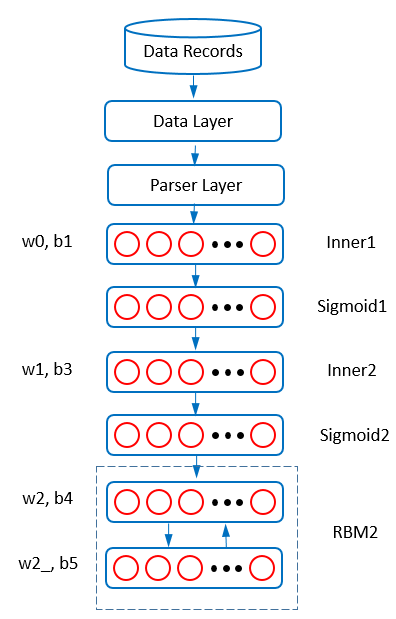 Data Records
Data Layer
Parser Layer
w0, b1
Inner1
Sigmoid1
w1, b3
Inner2
Sigmoid2
w2, b4
RBM2
w2_, b5